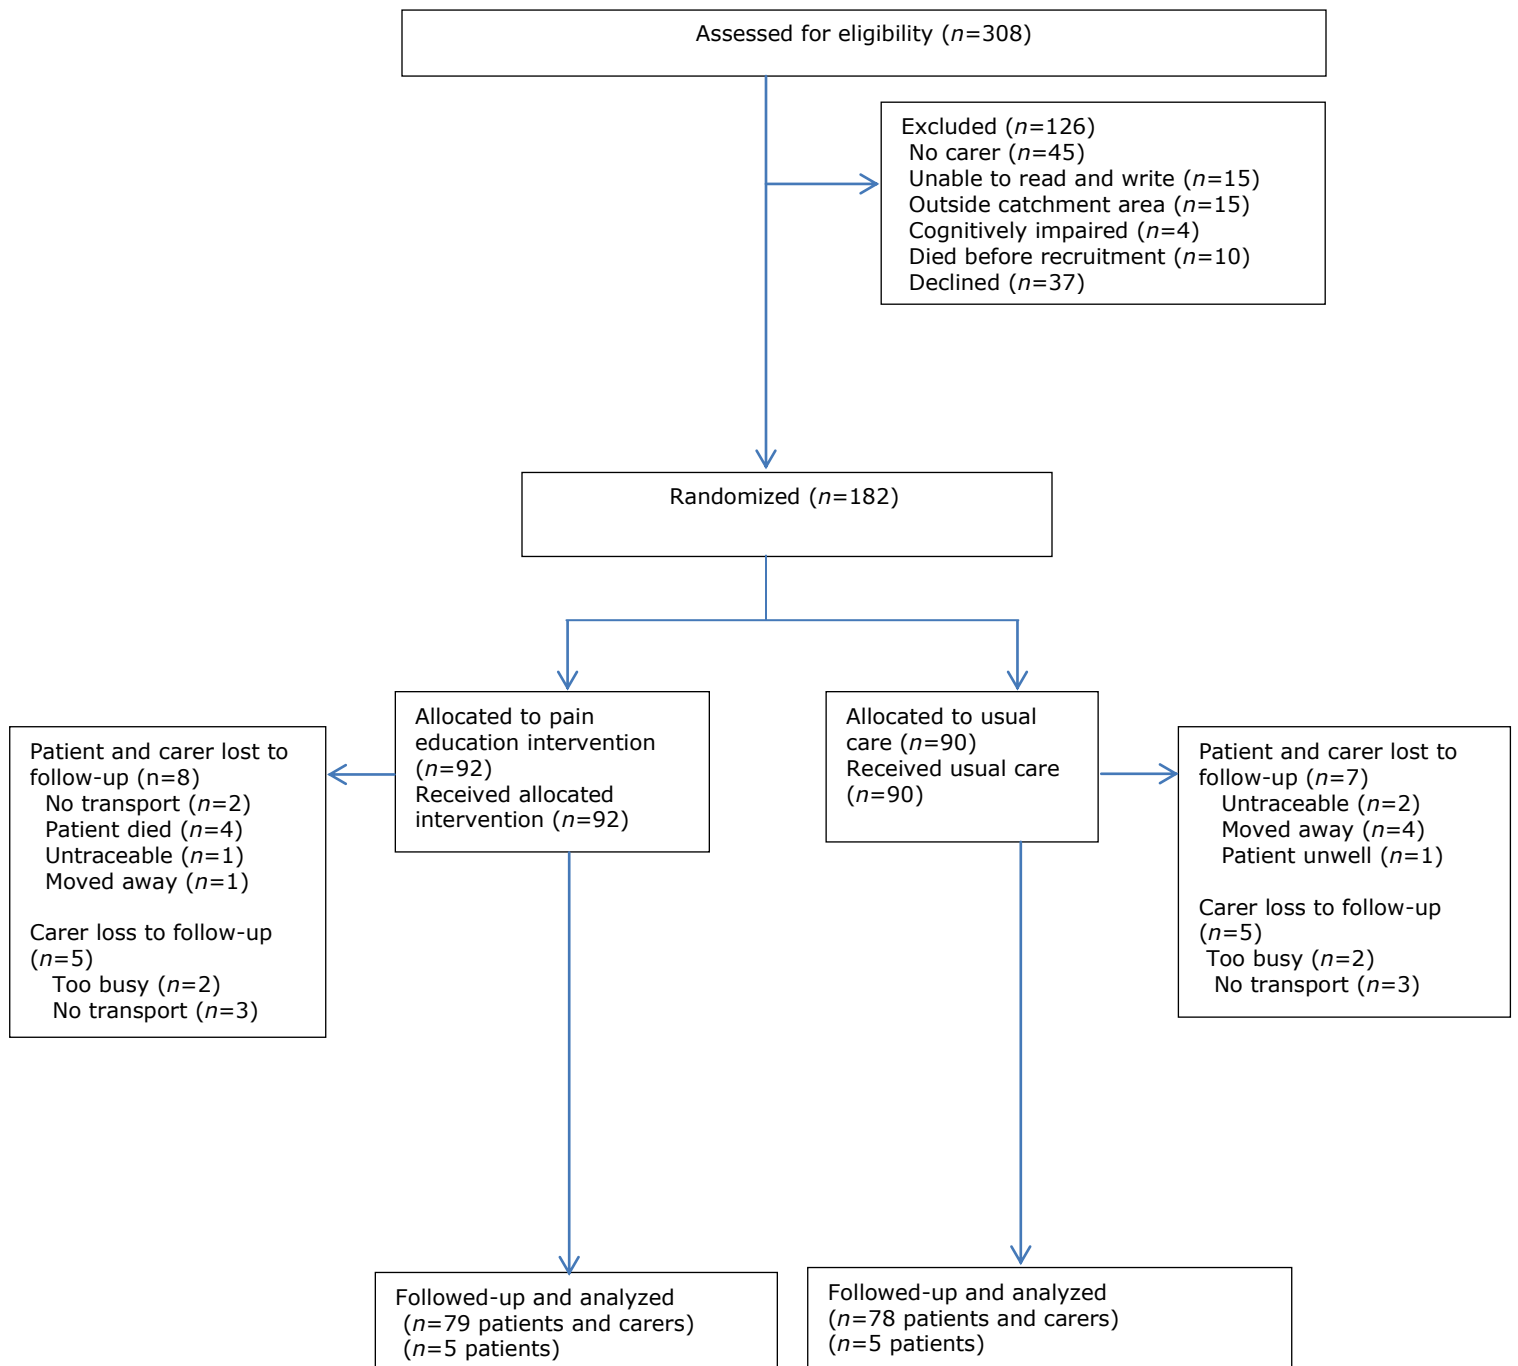 Assessed for eligibility (n=308)
Excluded (n=126)
No carer (n=45)
Unable to read and write (n=15)
Outside catchment area (n=15)
Cognitively impaired (n=4)
Died before recruitment (n=10)
Declined (n=37)
Randomized (n=182)
Allocated to pain
education intervention
(n=92)
Received allocated
intervention (n=92)
Allocated to usual
care (n=90)
Received usual care
(n=90)
Patient and carer lost to
follow-up (n=8)
No transport (n=2)
Patient died (n=4)
Untraceable (n=1)
Moved away (n=1)
Carer loss to follow-up
(n=5)
Too busy (n=2)
No transport (n=3)
Patient and carer lost to
follow-up (n=7)
Untraceable (n=2)
Moved away (n=4)
Patient unwell (n=1)
Carer loss to follow-up
(n=5)
Too busy (n=2)
No transport (n=3)
Followed-up and analyzed
(n=79 patients and carers)
(n=5 patients)
Followed-up and analyzed
(n=78 patients and carers)
(n=5 patients)